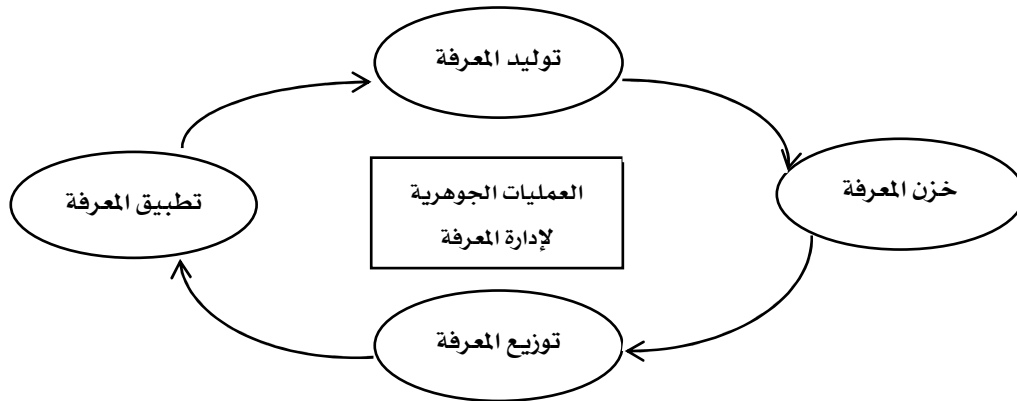 توليد المعرفة
خزن المعرفة
العمليات الجوهرية
لإدارة المعرفة
تطبيق المعرفة
توزيع المعرفة